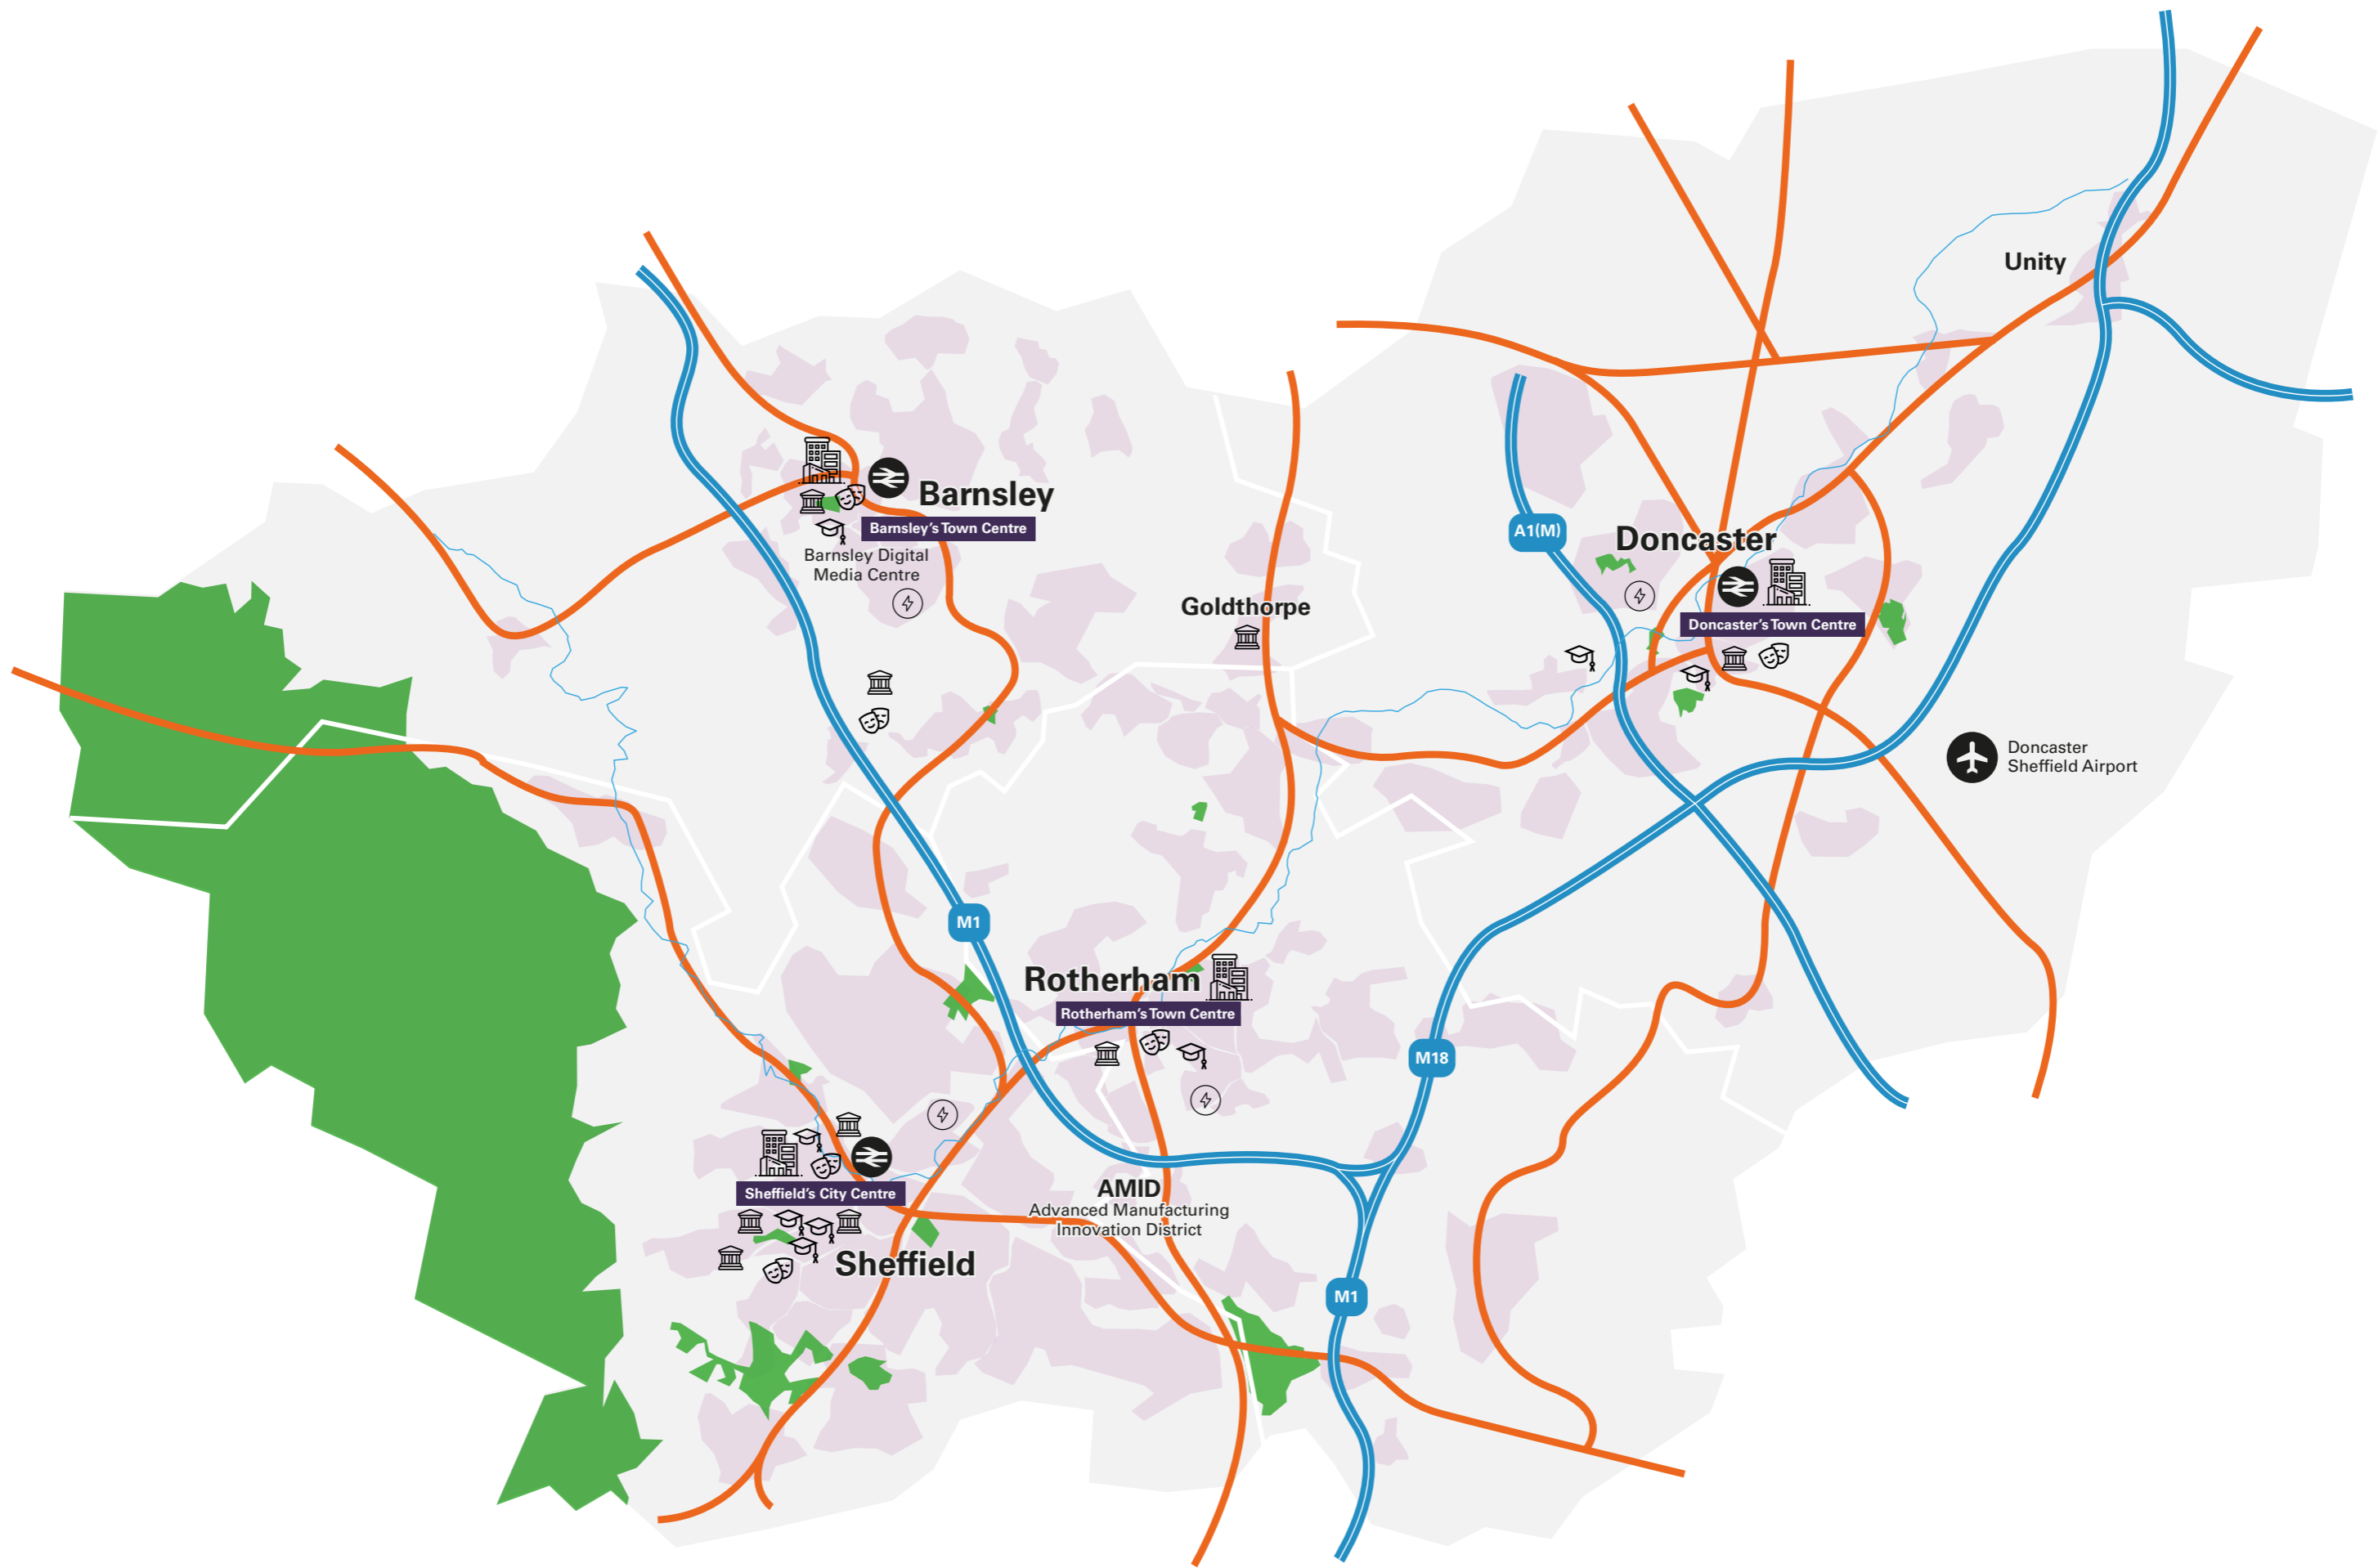 Unity
Barnsley
Barnsley's Town Centre
Barnsley Digital
Media Centre
A1(M)
Doncaster
Doncaster's Town Centre
Goldthorpe
Doncaster
Sheffield Airport
M1
Rotherham
Rotherham's Town Centre
M18
Sheffield's City Centre
AMID
Advanced Manufacturing
Innovation District
Sheffield
M1